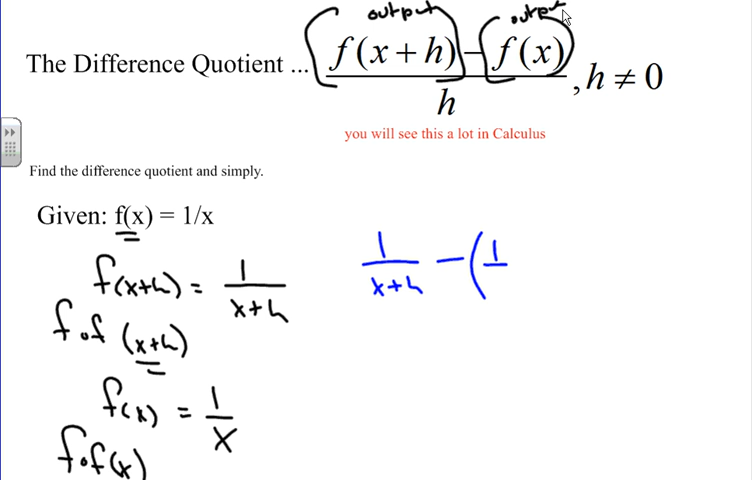 output output
The Difference Quotient ... f(x + h) − f(x) / h , h ≠ 0
you will see this a lot in Calculus
Find the difference quotient and simply.
Given: f(x) = 1/x
f(x+h) = 1/(x+h)
1/(x+h) − (1
f of (x+h)
f(x) = 1/x
f of (x)